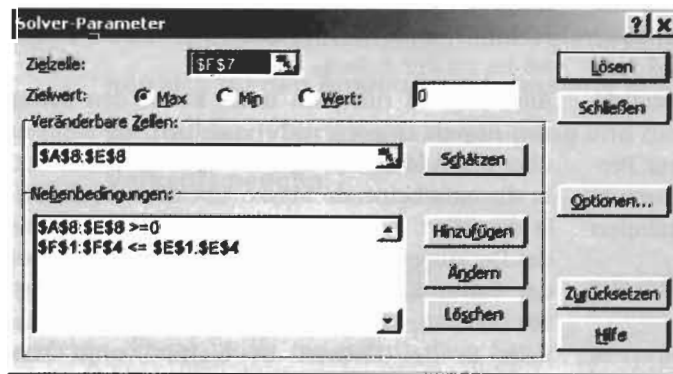 Solver-Parameter
Zielzelle: $F$7
Lösen
Zielwert: Max Min Wert: 0
Schließen
Veränderbare Zellen:
$A$8:$E$8
Schätzen
Nebenbedingungen:
Optionen...
$A$8:$E$8 >=0
$F$1:$F$4 <= $E$1:$E$4
Hinzufügen
Ändern
Zurücksetzen
Löschen
Hilfe